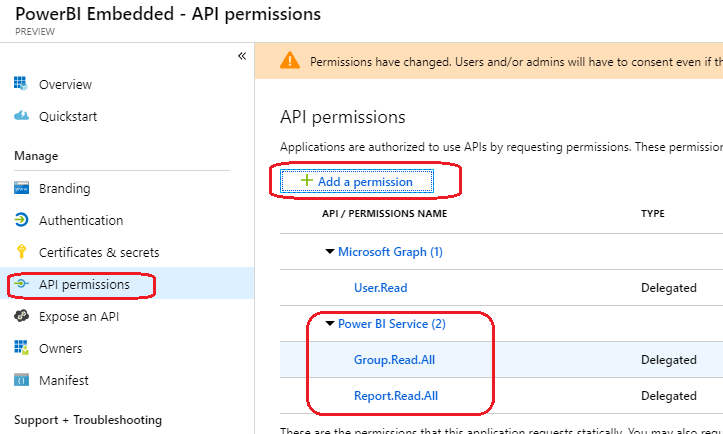 PowerBI Embedded - API permissions
PREVIEW
«
Permissions have changed. Users and/or admins will have to consent even if th
Overview
Quickstart
Manage
Branding
Authentication
Certificates & secrets
API permissions
Expose an API
Owners
Manifest
Support + Troubleshooting
API permissions
Applications are authorized to use APIs by requesting permissions. These permission
+ Add a permission
API / PERMISSIONS NAME TYPE
Microsoft Graph (1)
User.Read Delegated
Power BI Service (2)
Group.Read.All Delegated
Report.Read.All Delegated
These are the permissions that this application requests statically. You may also requ